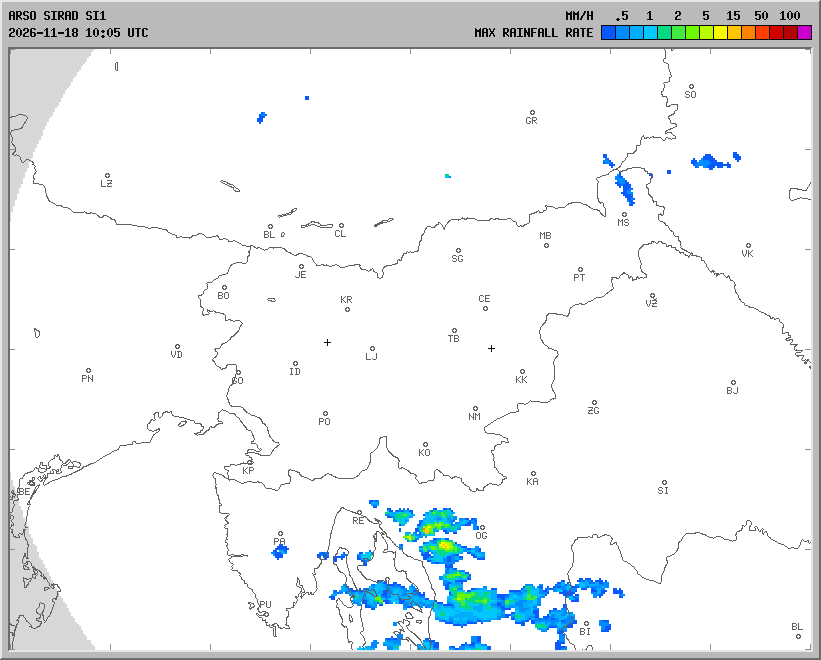 ARSO SIRAD SI1
2026-11-18 10:05 UTC
MM/H .5 1 2 5 15 50 100
MAX RAINFALL RATE
SO
GR
LZ
MS
BL
CL
MB
VK
SG
JE
PT
BO
KR
CE
VZ
TB
VD
LJ
PN
GO
ID
KK
BJ
ZG
PO
NM
KO
KP
KA
BE
SI
RE
OG
PA
PU
BI
BL